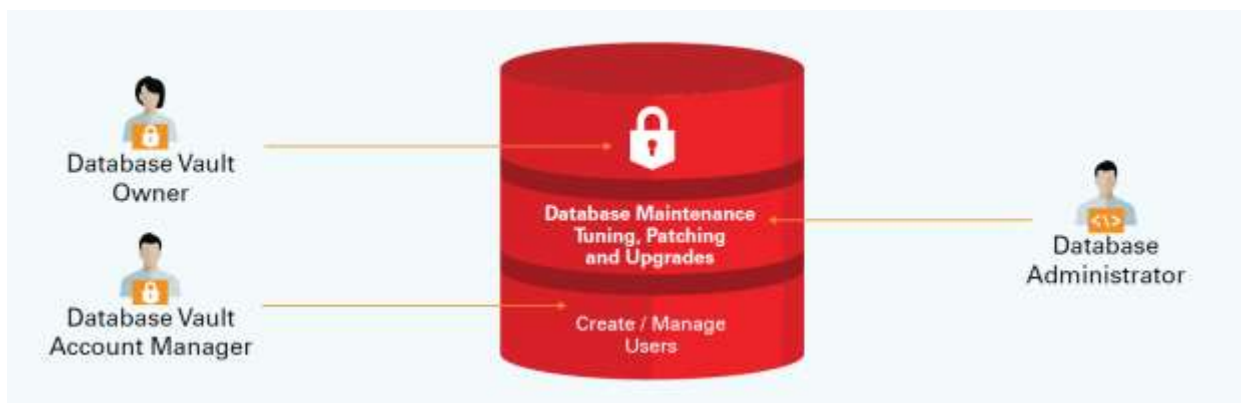 Database Vault
Owner
Database Vault
Account Manager
Database Maintenance
Tuning, Patching
and Upgrades
Create / Manage
Users
<\>
Database
Administrator